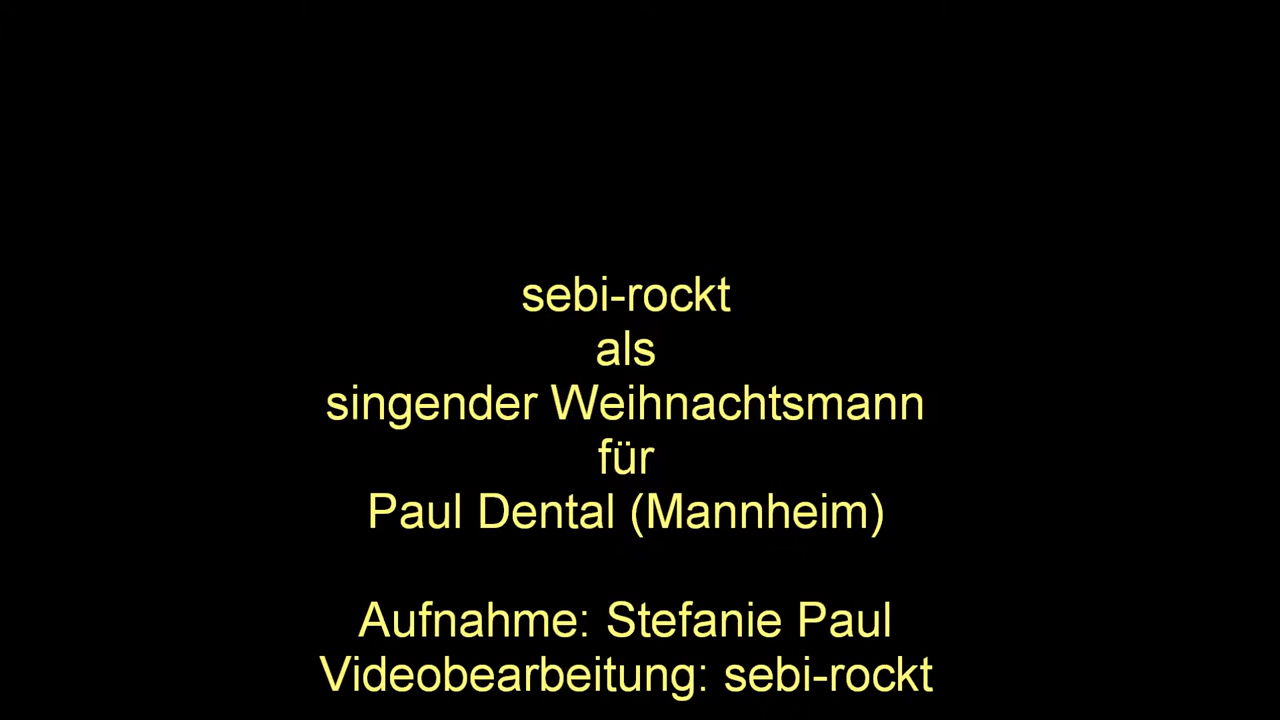 sebi-rockt
als
singender Weihnachtsmann
für
Paul Dental (Mannheim)
Aufnahme: Stefanie Paul
Videobearbeitung: sebi-rockt